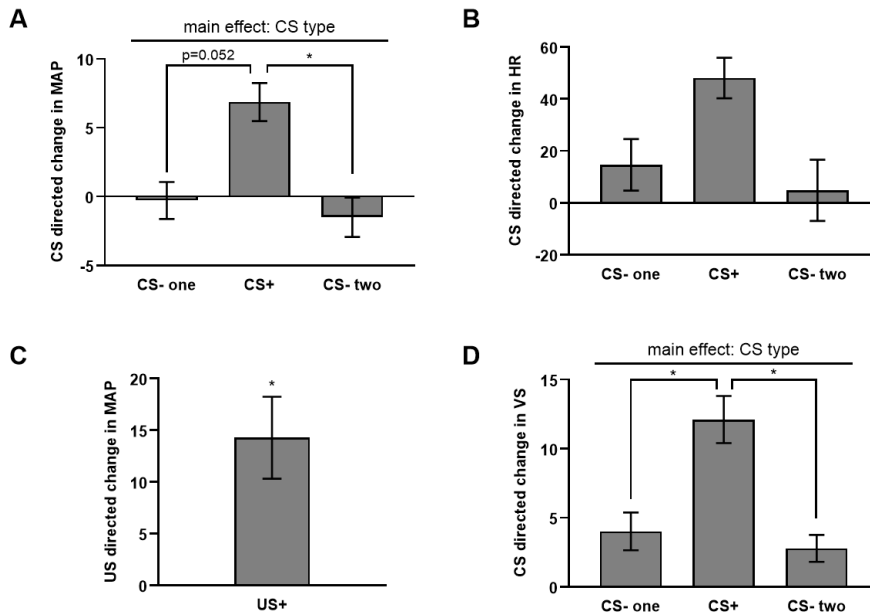 A
main effect: CS type
p=0.052
*
CS directed change in MAP
10
5
0
-5
CS- one
CS+
CS- two
B
CS directed change in HR
60
40
20
0
-20
CS- one
CS+
CS- two
C
US directed change in MAP
20
15
10
5
0
*
US+
D
main effect: CS type
*
*
CS directed change in VS
15
10
5
0
CS- one
CS+
CS- two